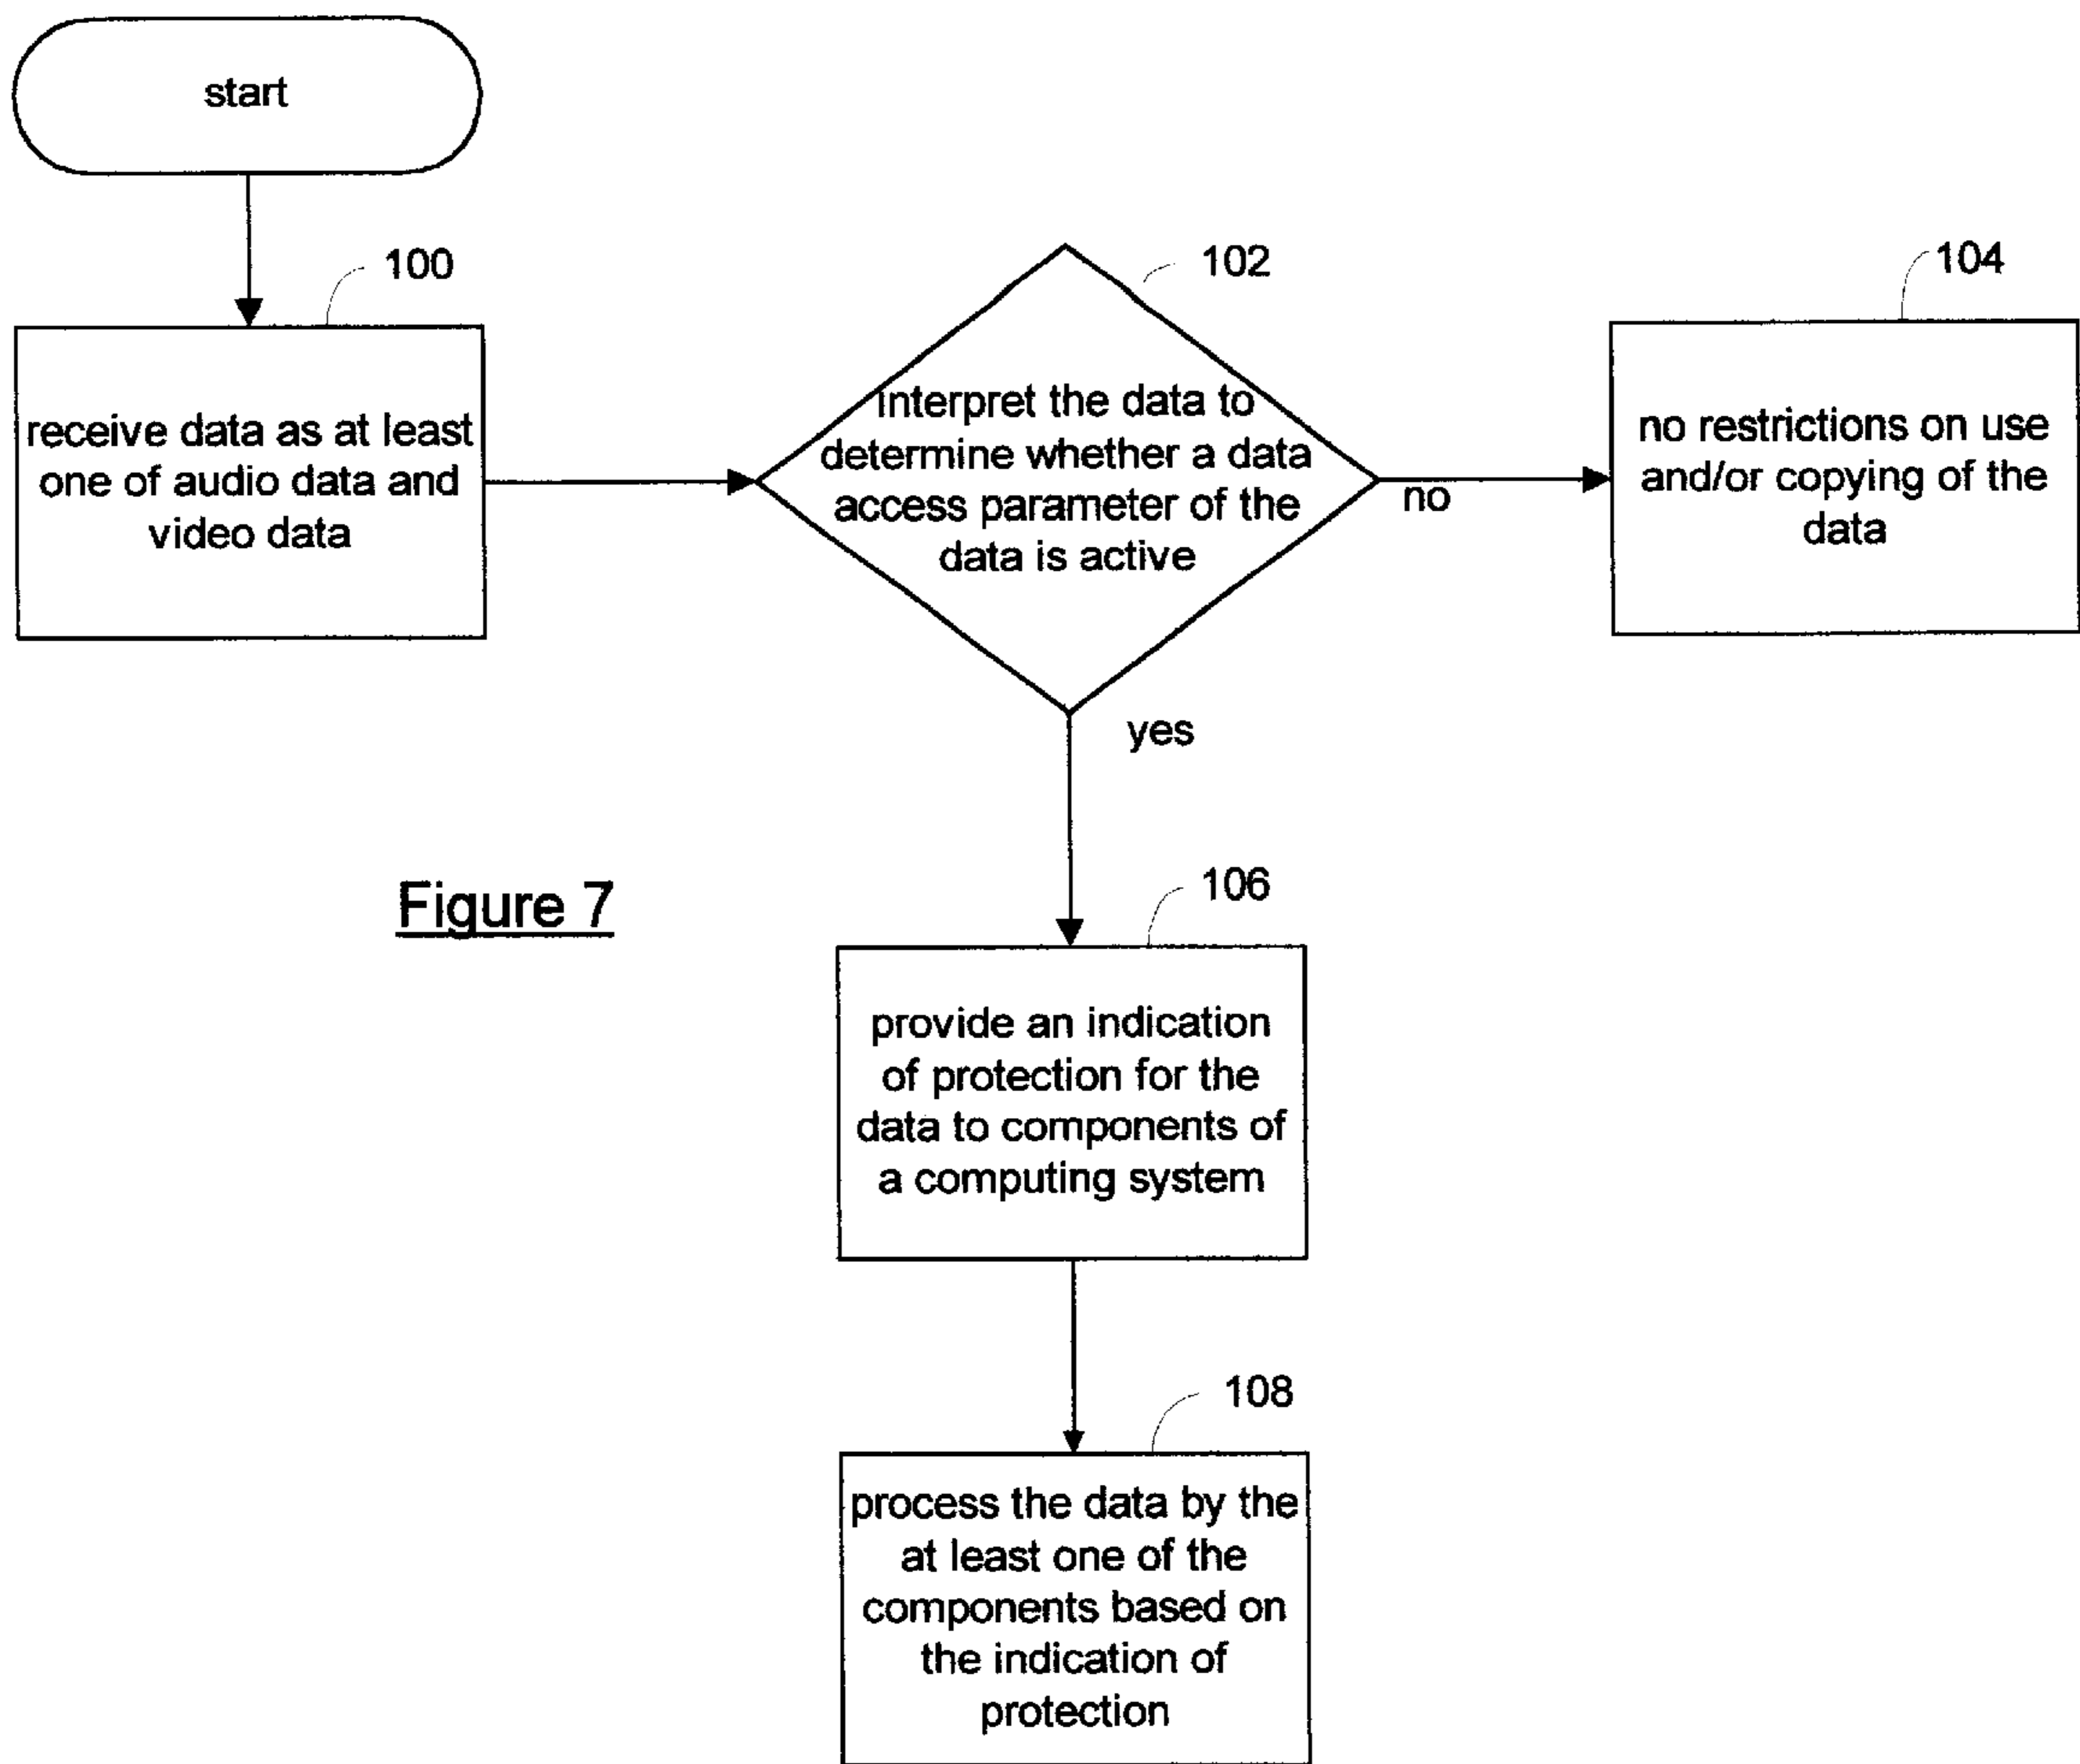 start
100
receive data as at least
one of audio data and
video data
102
interpret the data to
determine whether a data
access parameter of the
data is active
no
104
no restrictions on use
and/or copying of the
data
yes
Figure 7
106
provide an indication
of protection for the
data to components of
a computing system
108
process the data by the
at least one of the
components based on
the indication of
protection